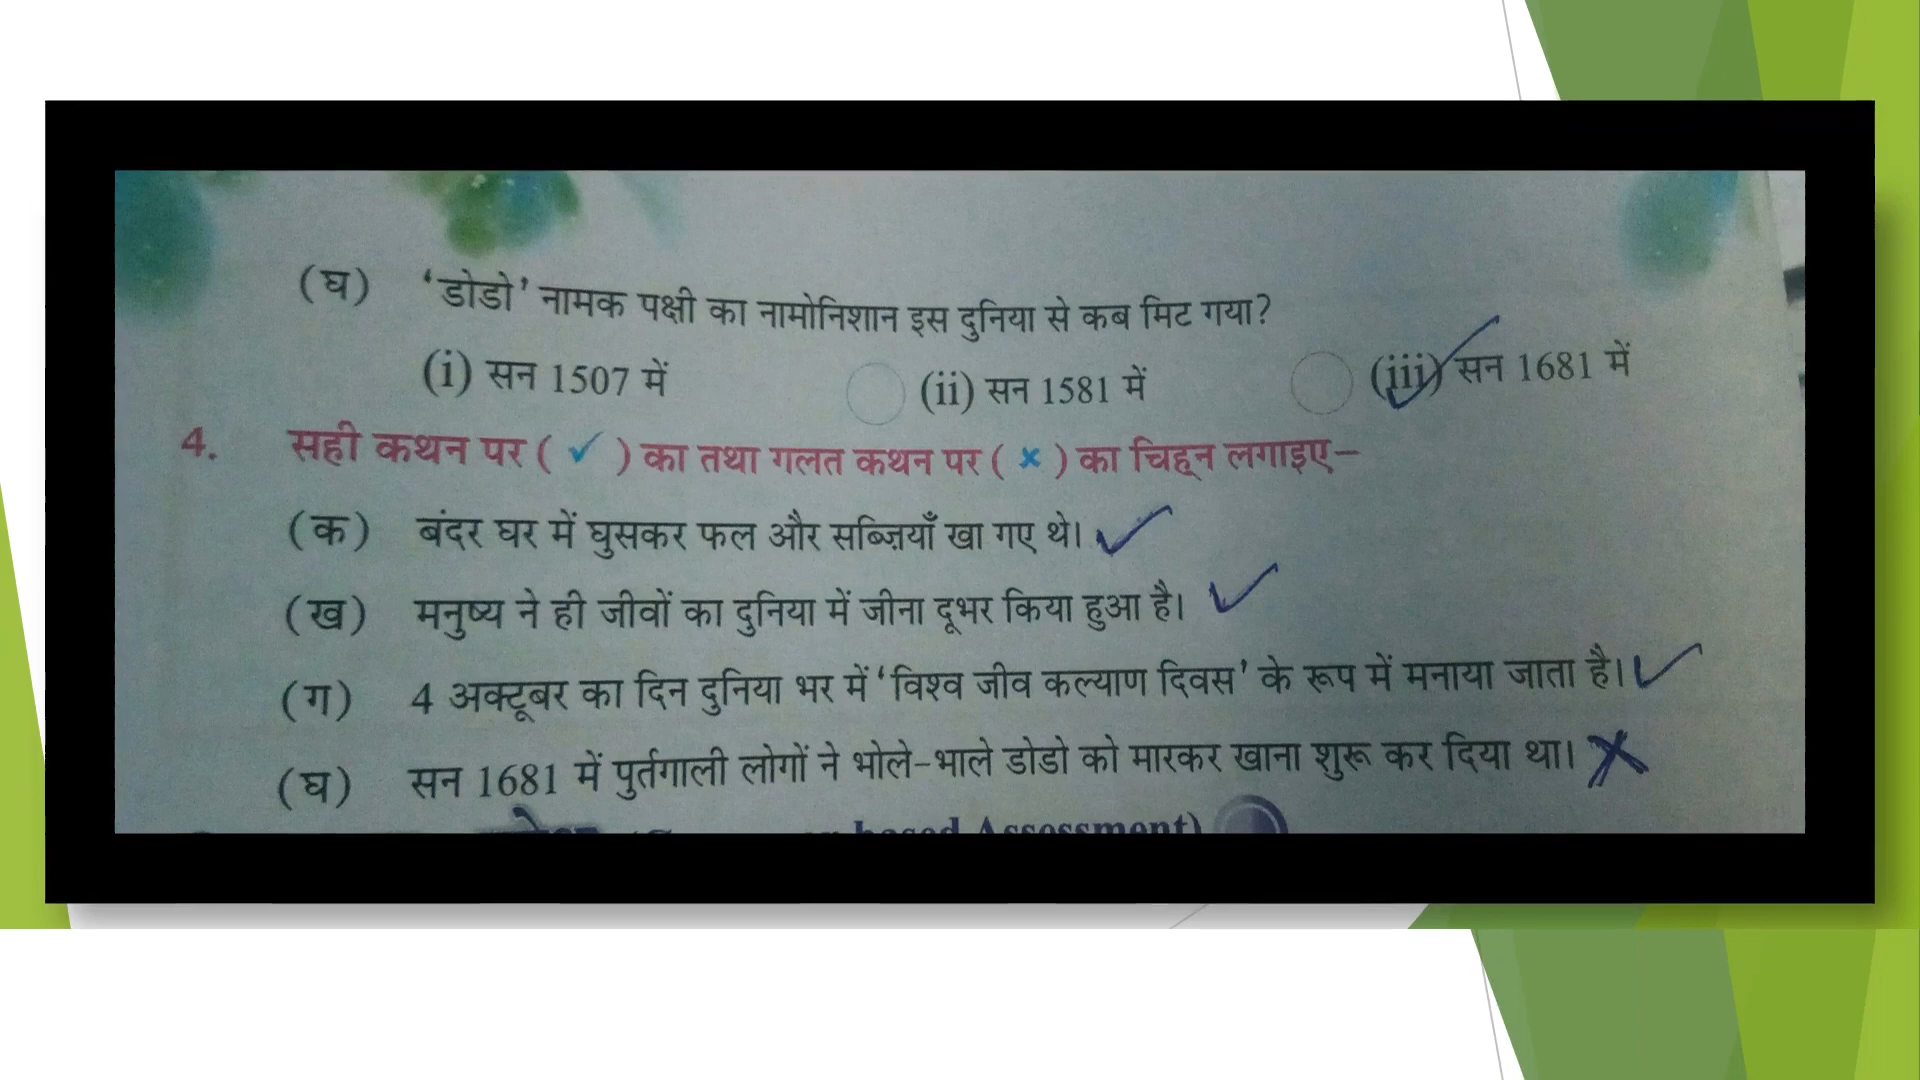 (घ) ‘डोडो’ नामक पक्षी का नामोनिशान इस दुनिया से कब मिट गया?
(i) सन 1507 में (ii) सन 1581 में (iii) सन 1681 में
4. सही कथन पर ( ✓ ) का तथा गलत कथन पर ( × ) का चिह्न लगाइए–
(क) बंदर घर में घुसकर फल और सब्ज़ियाँ खा गए थे। ✓
(ख) मनुष्य ने ही जीवों का दुनिया में जीना दूभर किया हुआ है। ✓
(ग) 4 अक्टूबर का दिन दुनिया भर में ‘विश्व जीव कल्याण दिवस’ के रूप में मनाया जाता है। ✓
(घ) सन 1681 में पुर्तगाली लोगों ने भोले-भाले डोडो को मारकर खाना शुरू कर दिया था। ×
based Assessment)